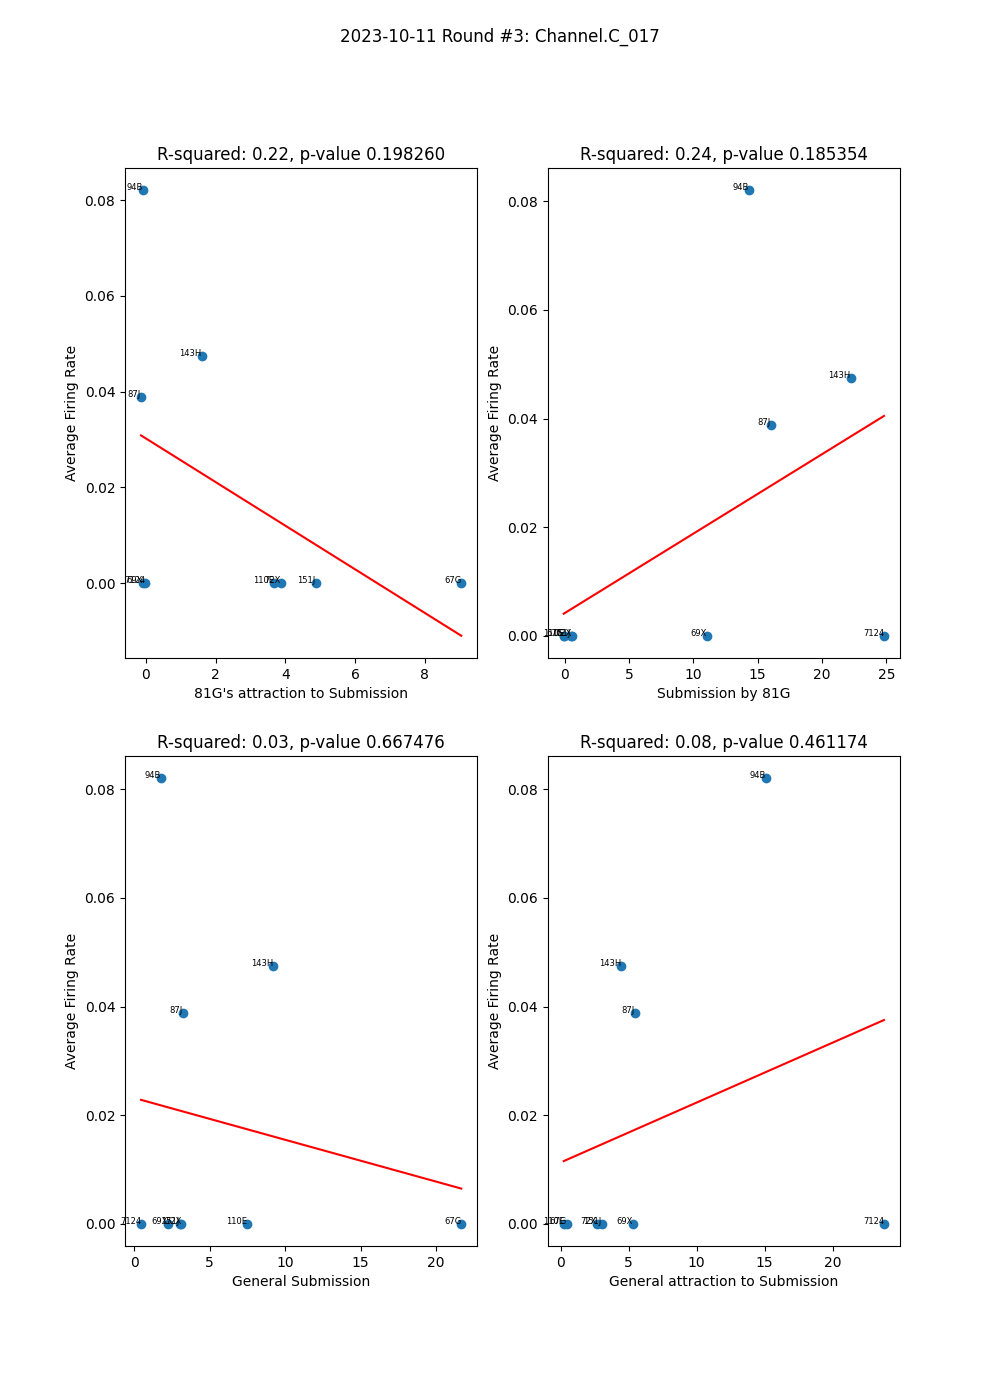 2023-10-11 Round #3: Channel.C_017
R-squared: 0.22, p-value 0.198260
Average Firing Rate
0.08
0.06
0.04
0.02
0.00
94B
143H
87J
7124
110E
72X
151J
67G
0
2
4
6
8
81G's attraction to Submission
R-squared: 0.24, p-value 0.185354
Average Firing Rate
0.08
0.06
0.04
0.02
0.00
94B
143H
87J
69X
7124
0
5
10
15
20
25
Submission by 81G
R-squared: 0.03, p-value 0.667476
Average Firing Rate
0.08
0.06
0.04
0.02
0.00
94B
143H
87J
7124
110E
67G
0
5
10
15
20
General Submission
R-squared: 0.08, p-value 0.461174
Average Firing Rate
0.08
0.06
0.04
0.02
0.00
94B
143H
87J
69X
7124
0
5
10
15
20
General attraction to Submission